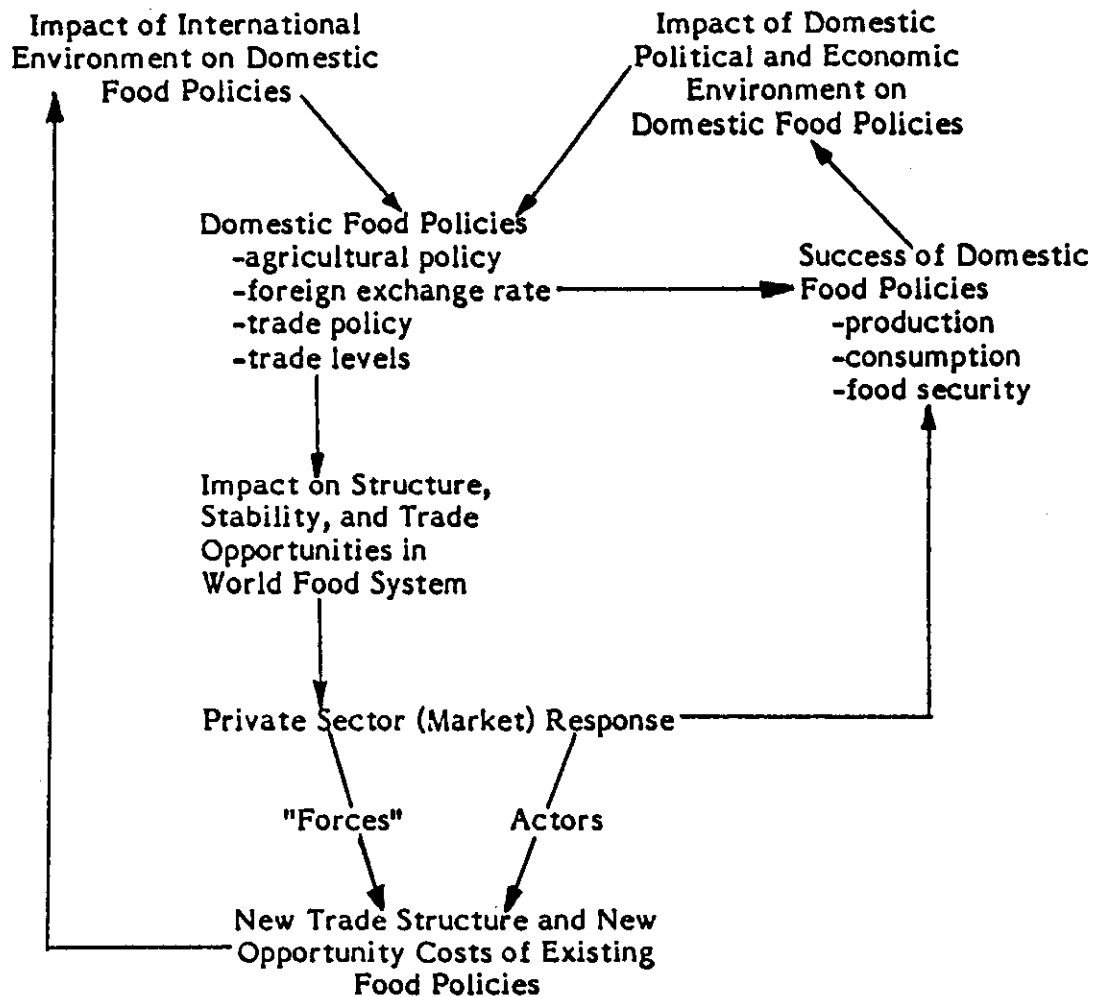 Impact of International
Environment on Domestic
Food Policies
Impact of Domestic
Political and Economic
Environment on
Domestic Food Policies
Domestic Food Policies
-agricultural policy
-foreign exchange rate
-trade policy
-trade levels
Success of Domestic
Food Policies
-production
-consumption
-food security
Impact on Structure,
Stability, and Trade
Opportunities in
World Food System
Private Sector (Market) Response
"Forces"
Actors
New Trade Structure and New
Opportunity Costs of Existing
Food Policies